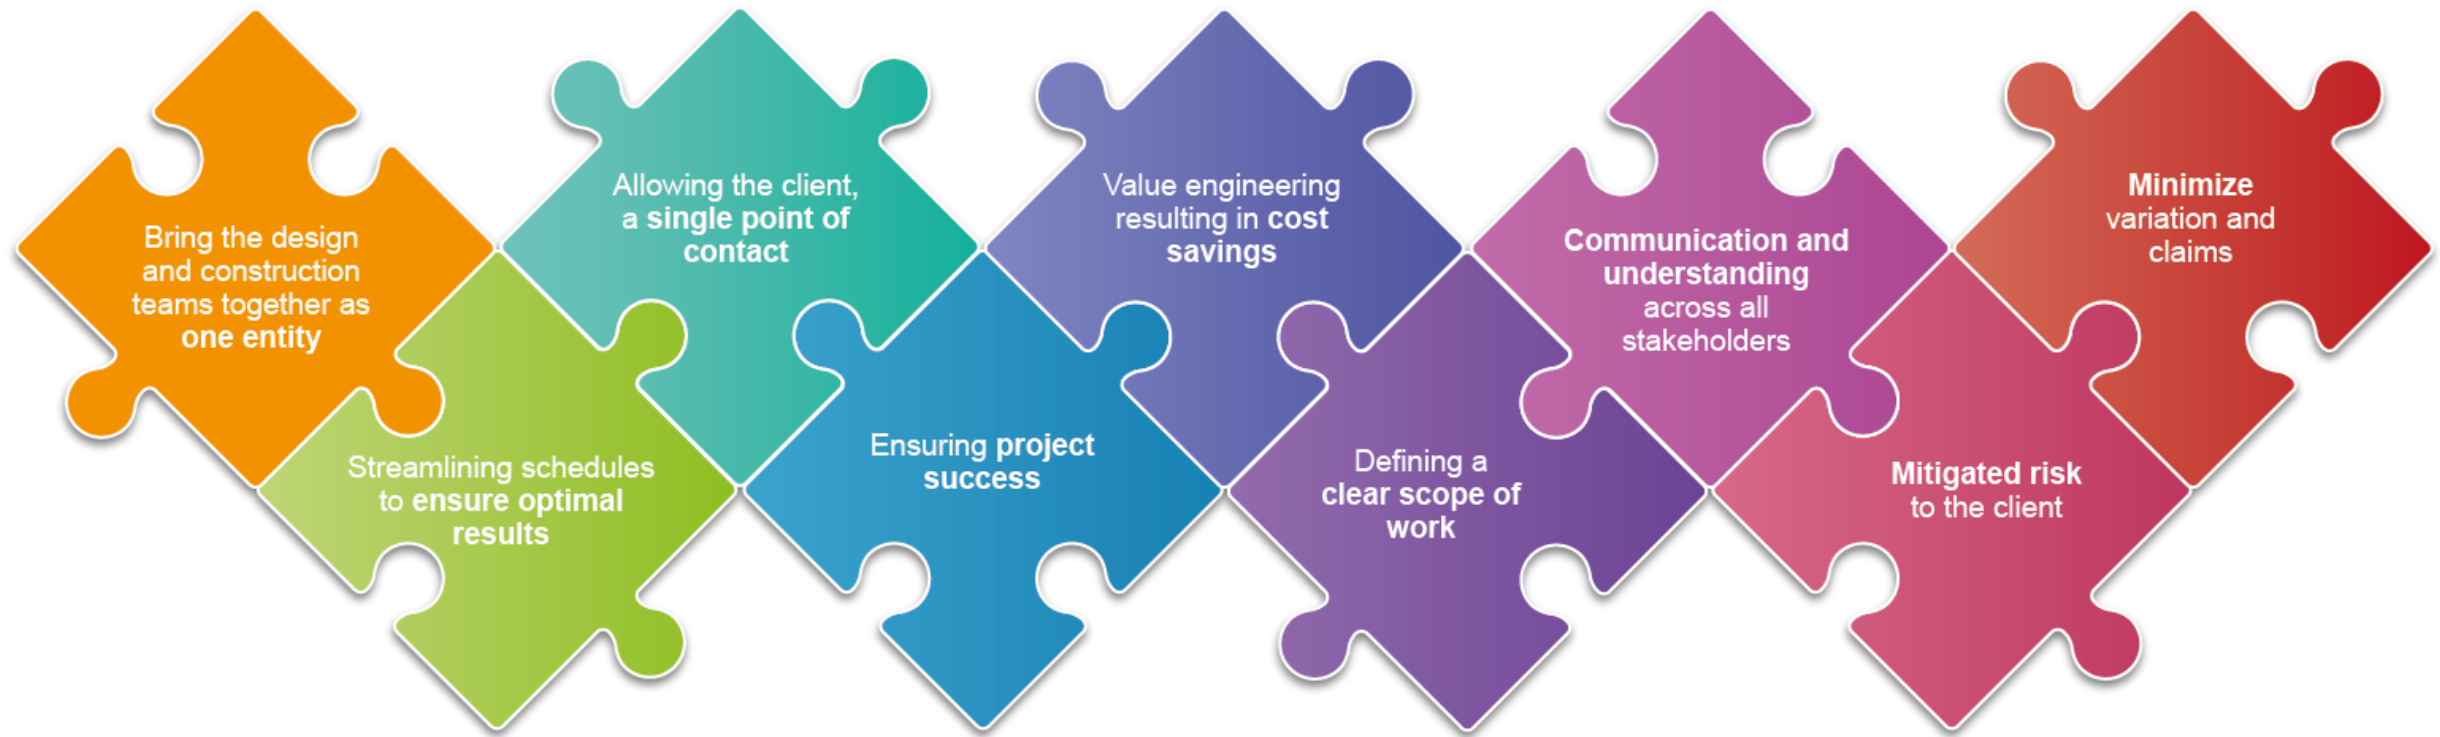 Bring the design
and construction
teams together as
one entity
Streamlining schedules
to ensure optimal
results
Allowing the client,
a single point of
contact
Ensuring project
success
Value engineering
resulting in cost
savings
Defining a
clear scope of
work
Communication and
understanding
across all
stakeholders
Mitigated risk
to the client
Minimize
variation and
claims